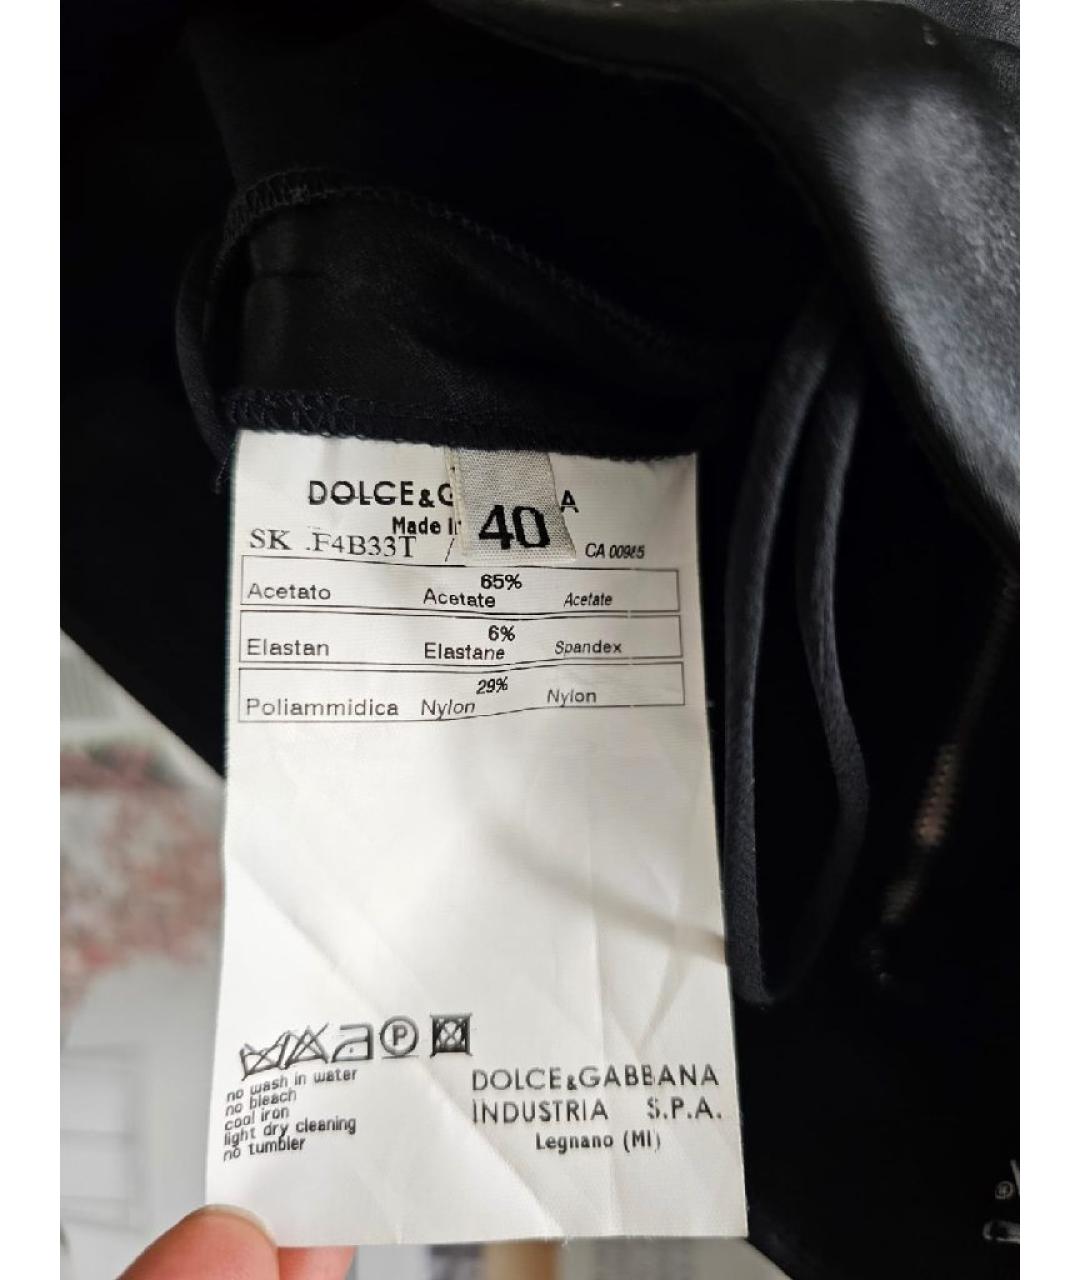 DOLCE&G A
Made I
40
SK .F4B33T /
CA 00985
65%
Acetato Acetate Acetate
6%
Elastan Elastane Spandex
29%
Poliammidica Nylon Nylon
P
no wash in water
no bleach
cool iron
light dry cleaning
no tumbler
DOLCE&GABBANA
INDUSTRIA S.P.A.
Legnano (MI)